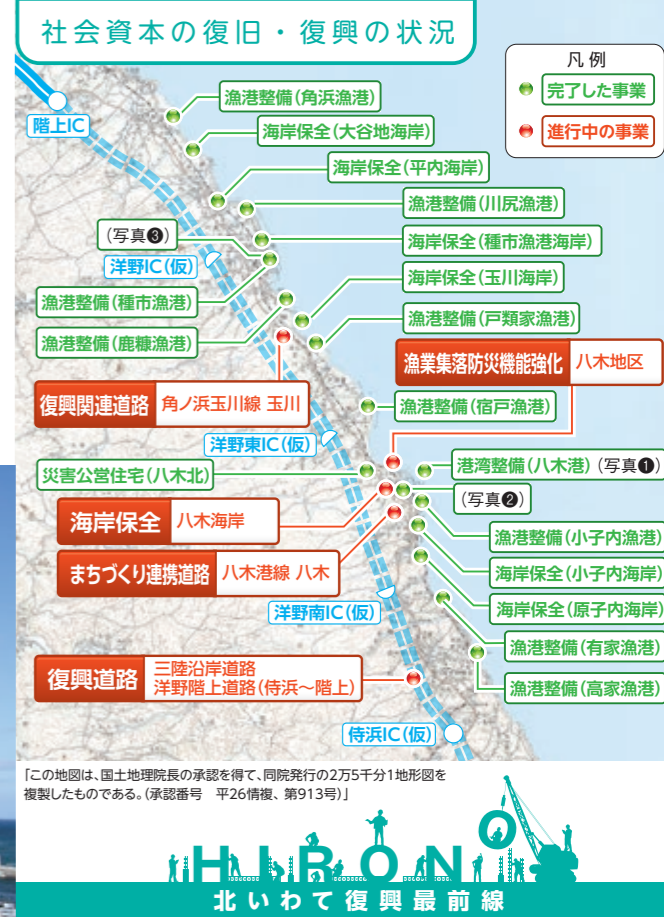 社会資本の復旧・復興の状況
凡例
完了した事業
進行中の事業
階上IC
漁港整備(角浜漁港)
海岸保全(大谷地海岸)
海岸保全(平内海岸)
漁港整備(川尻漁港)
(写真❸)
海岸保全(種市漁港海岸)
洋野IC(仮)
海岸保全(玉川海岸)
漁港整備(種市漁港)
漁港整備(戸類家漁港)
漁港整備(鹿糠漁港)
漁業集落防災機能強化 八木地区
復興関連道路 角ノ浜玉川線 玉川
漁港整備(宿戸漁港)
洋野東IC(仮)
災害公営住宅(八木北)
港湾整備(八木港) (写真❶)
(写真❷)
海岸保全 八木海岸
漁港整備(小子内漁港)
まちづくり連携道路 八木港線 八木
海岸保全(小子内海岸)
洋野南IC(仮)
海岸保全(原子内海岸)
漁港整備(有家漁港)
復興道路 三陸沿岸道路
洋野階上道路(侍浜〜階上)
漁港整備(高家漁港)
侍浜IC(仮)
「この地図は、国土地理院長の承認を得て、同院発行の2万5千分1地形図を
複製したものである。(承認番号 平26情複、第913号)」
HIRONO
北いわて復興最前線